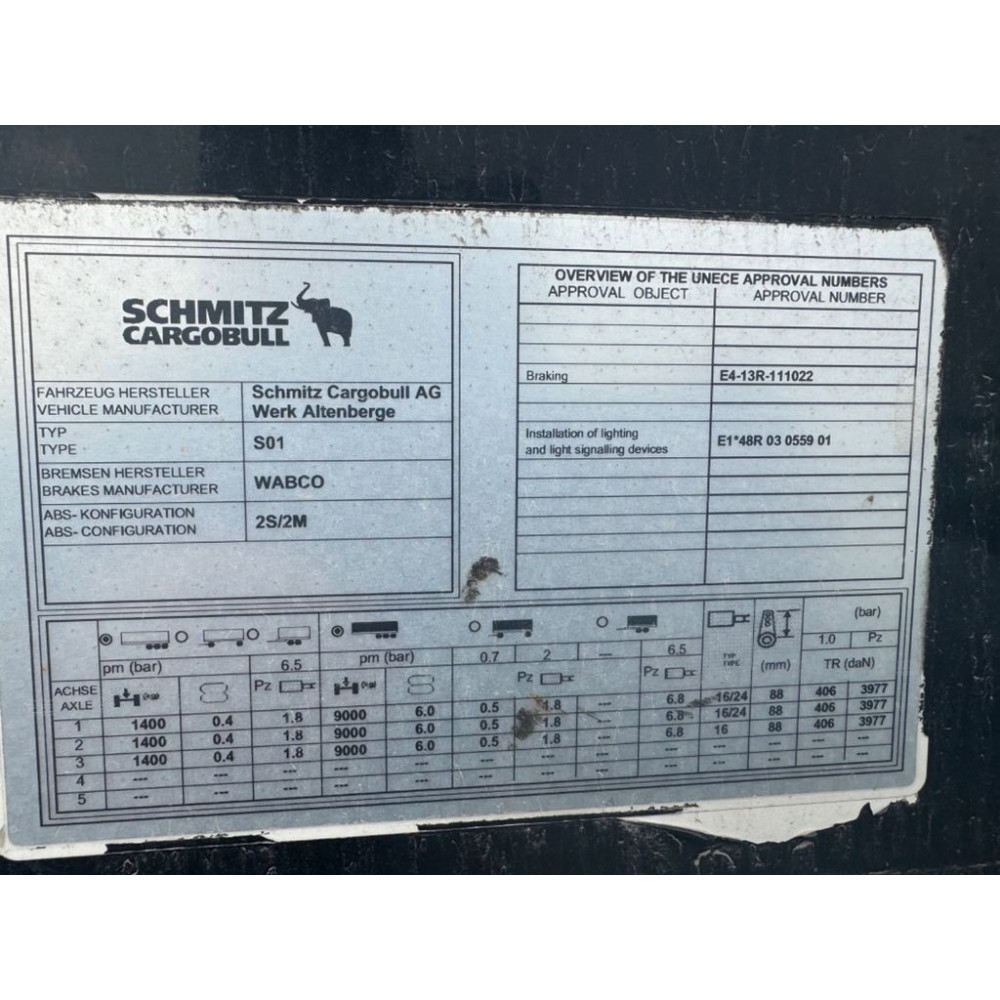 SCHMITZ
CARGOBULL
FAHRZEUG HERSTELLER
VEHICLE MANUFACTURER
Schmitz Cargobull AG
Werk Altenberge
TYP
TYPE
S01
BREMSEN HERSTELLER
BRAKES MANUFACTURER
WABCO
ABS- KONFIGURATION
ABS- CONFIGURATION
2S/2M
OVERVIEW OF THE UNECE APPROVAL NUMBERS
APPROVAL OBJECT APPROVAL NUMBER
Braking E4-13R-111022
Installation of lighting
and light signalling devices
E1*48R 03 0559 01
(bar)
pm (bar) 6.5 pm (bar) 0.7 2 --- 6.5 TYP 1.0 Pz
TYPE
ACHSE
AXLE
(kg) Pz (kg) Pz Pz (mm) TR (daN)
1 1400 0.4 1.8 9000 6.0 0.5 1.8 --- 6.8 16/24 88 406 3977
2 1400 0.4 1.8 9000 6.0 0.5 1.8 --- 6.8 16/24 88 406 3977
3 1400 0.4 1.8 9000 6.0 0.5 1.8 --- 6.8 16 88 406 3977
4 --- --- --- --- --- --- --- --- --- --- --- --- ---
5 --- --- --- --- --- --- --- --- --- --- --- --- ---